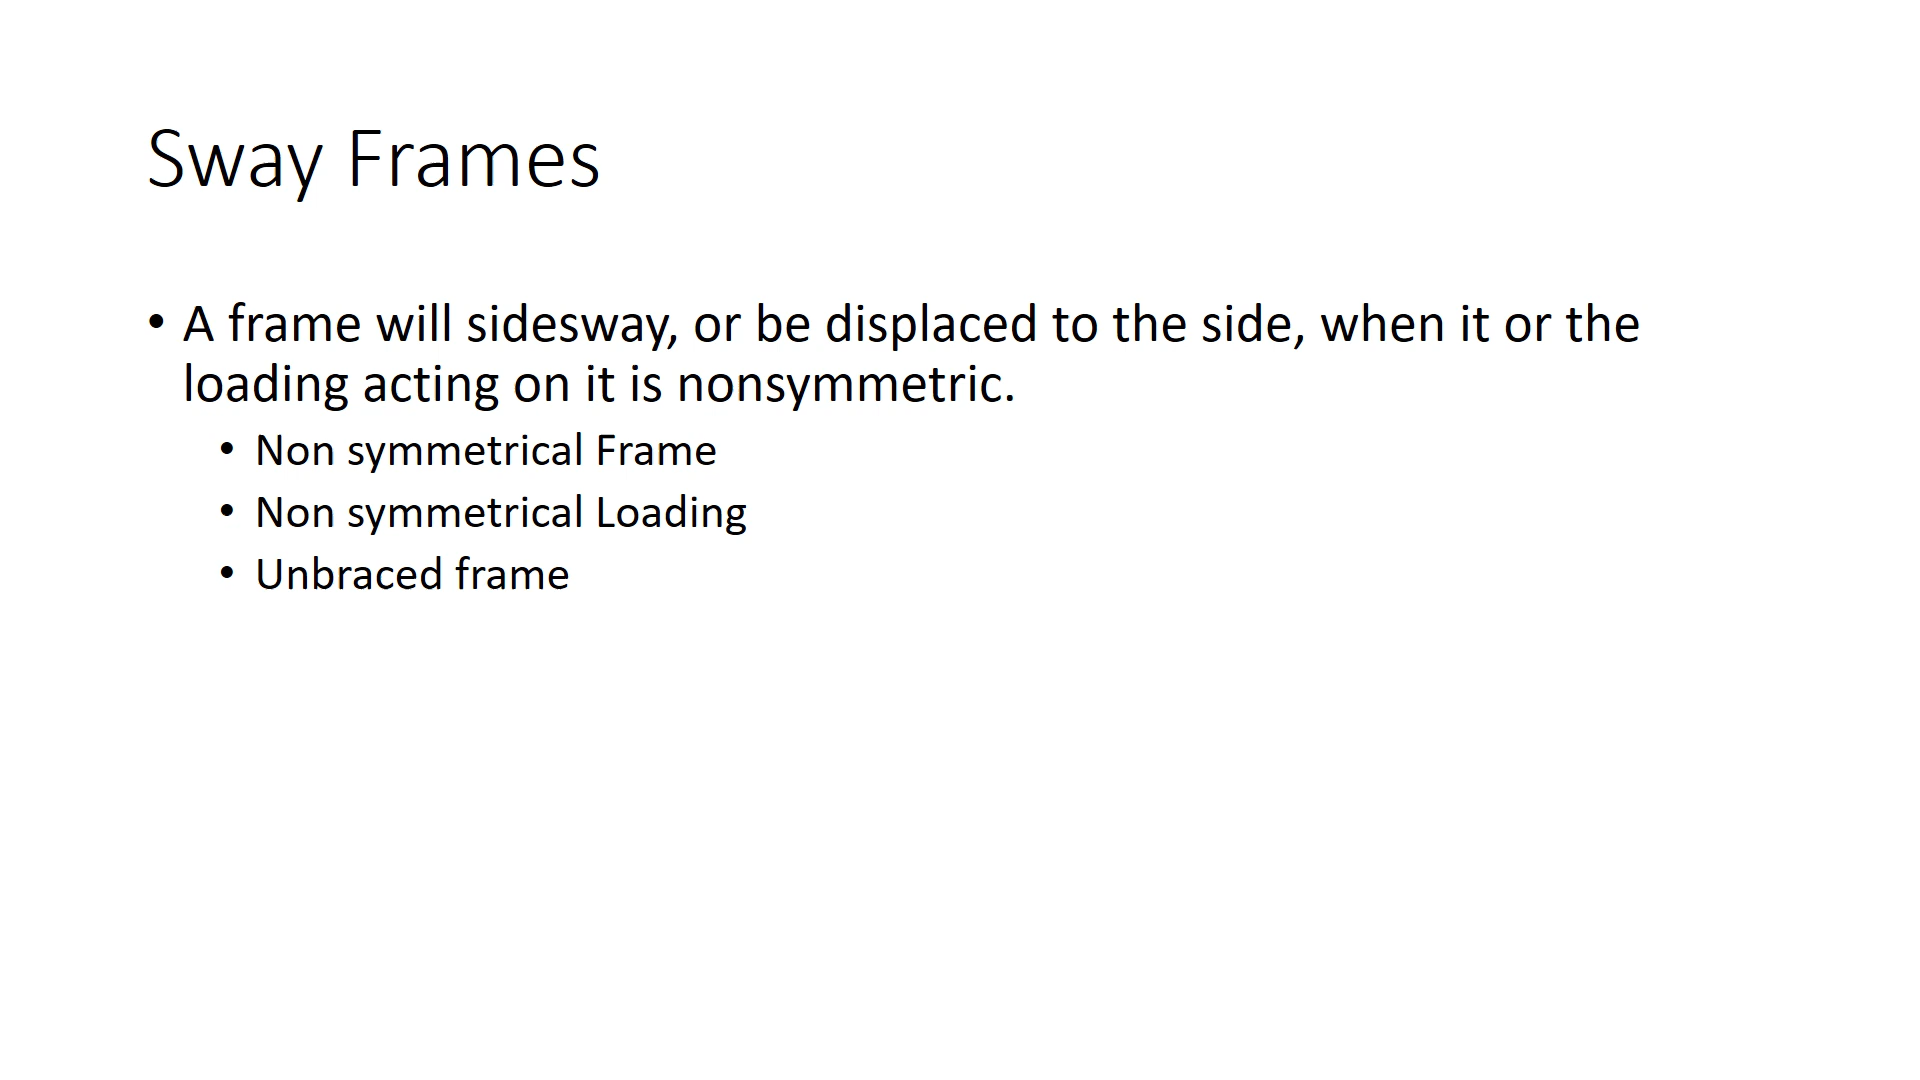 Sway Frames
• A frame will sidesway, or be displaced to the side, when it or the
loading acting on it is nonsymmetric.
• Non symmetrical Frame
• Non symmetrical Loading
• Unbraced frame